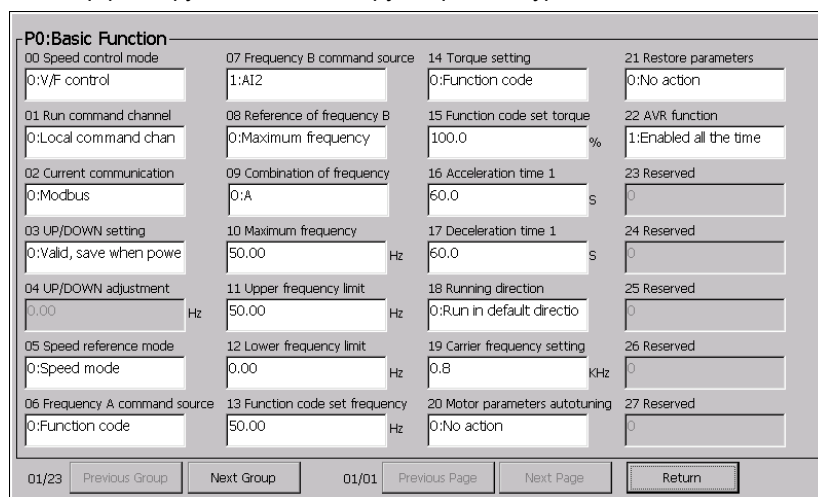 P0:Basic Function
00 Speed control mode
0:V/F control
01 Run command channel
0:Local command chan
02 Current communication
0:Modbus
03 UP/DOWN setting
0:Valid, save when powe
04 UP/DOWN adjustment
0.00 Hz
05 Speed reference mode
0:Speed mode
06 Frequency A command source
0:Function code
07 Frequency B command source
1:AI2
08 Reference of frequency B
0:Maximum frequency
09 Combination of frequency
0:A
10 Maximum frequency
50.00 Hz
11 Upper frequency limit
50.00 Hz
12 Lower frequency limit
0.00 Hz
13 Function code set frequency
50.00 Hz
14 Torque setting
0:Function code
15 Function code set torque
100.0 %
16 Acceleration time 1
60.0 S
17 Deceleration time 1
60.0 S
18 Running direction
0:Run in default directio
19 Carrier frequency setting
0.8 KHz
20 Motor parameters autotuning
0:No action
21 Restore parameters
0:No action
22 AVR function
1:Enabled all the time
23 Reserved
0
24 Reserved
0
25 Reserved
0
26 Reserved
0
27 Reserved
0
01/23 Previous Group Next Group 01/01 Previous Page Next Page Return